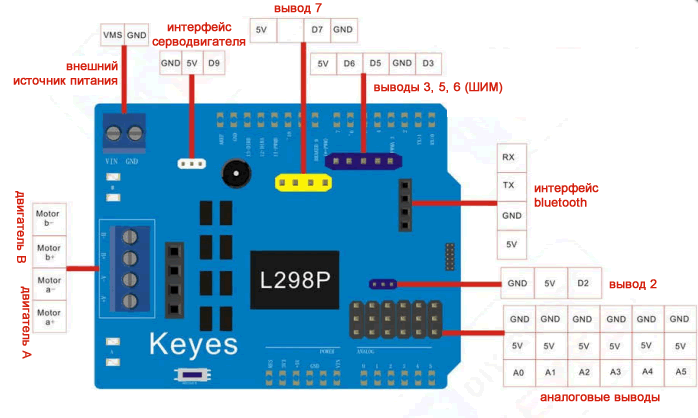 вывод 7
5V D7 GND
интерфейс
серводвигателя
VMS GND
GND 5V D9
5V D6 D5 GND D3
внешний
источник питания
выводы 3, 5, 6 (ШИМ)
VIN GND
RX
TX
GND
5V
интерфейс
bluetooth
двигатель B
двигатель A
Motor
b-
Motor
b+
Motor
a-
Motor
a+
B-
B+
A-
A+
L298P
GND 5V D2
вывод 2
Keyes
POWER
ANALOG
GND GND GND GND GND GND
5V 5V 5V 5V 5V 5V
A0 A1 A2 A3 A4 A5
аналоговые выводы